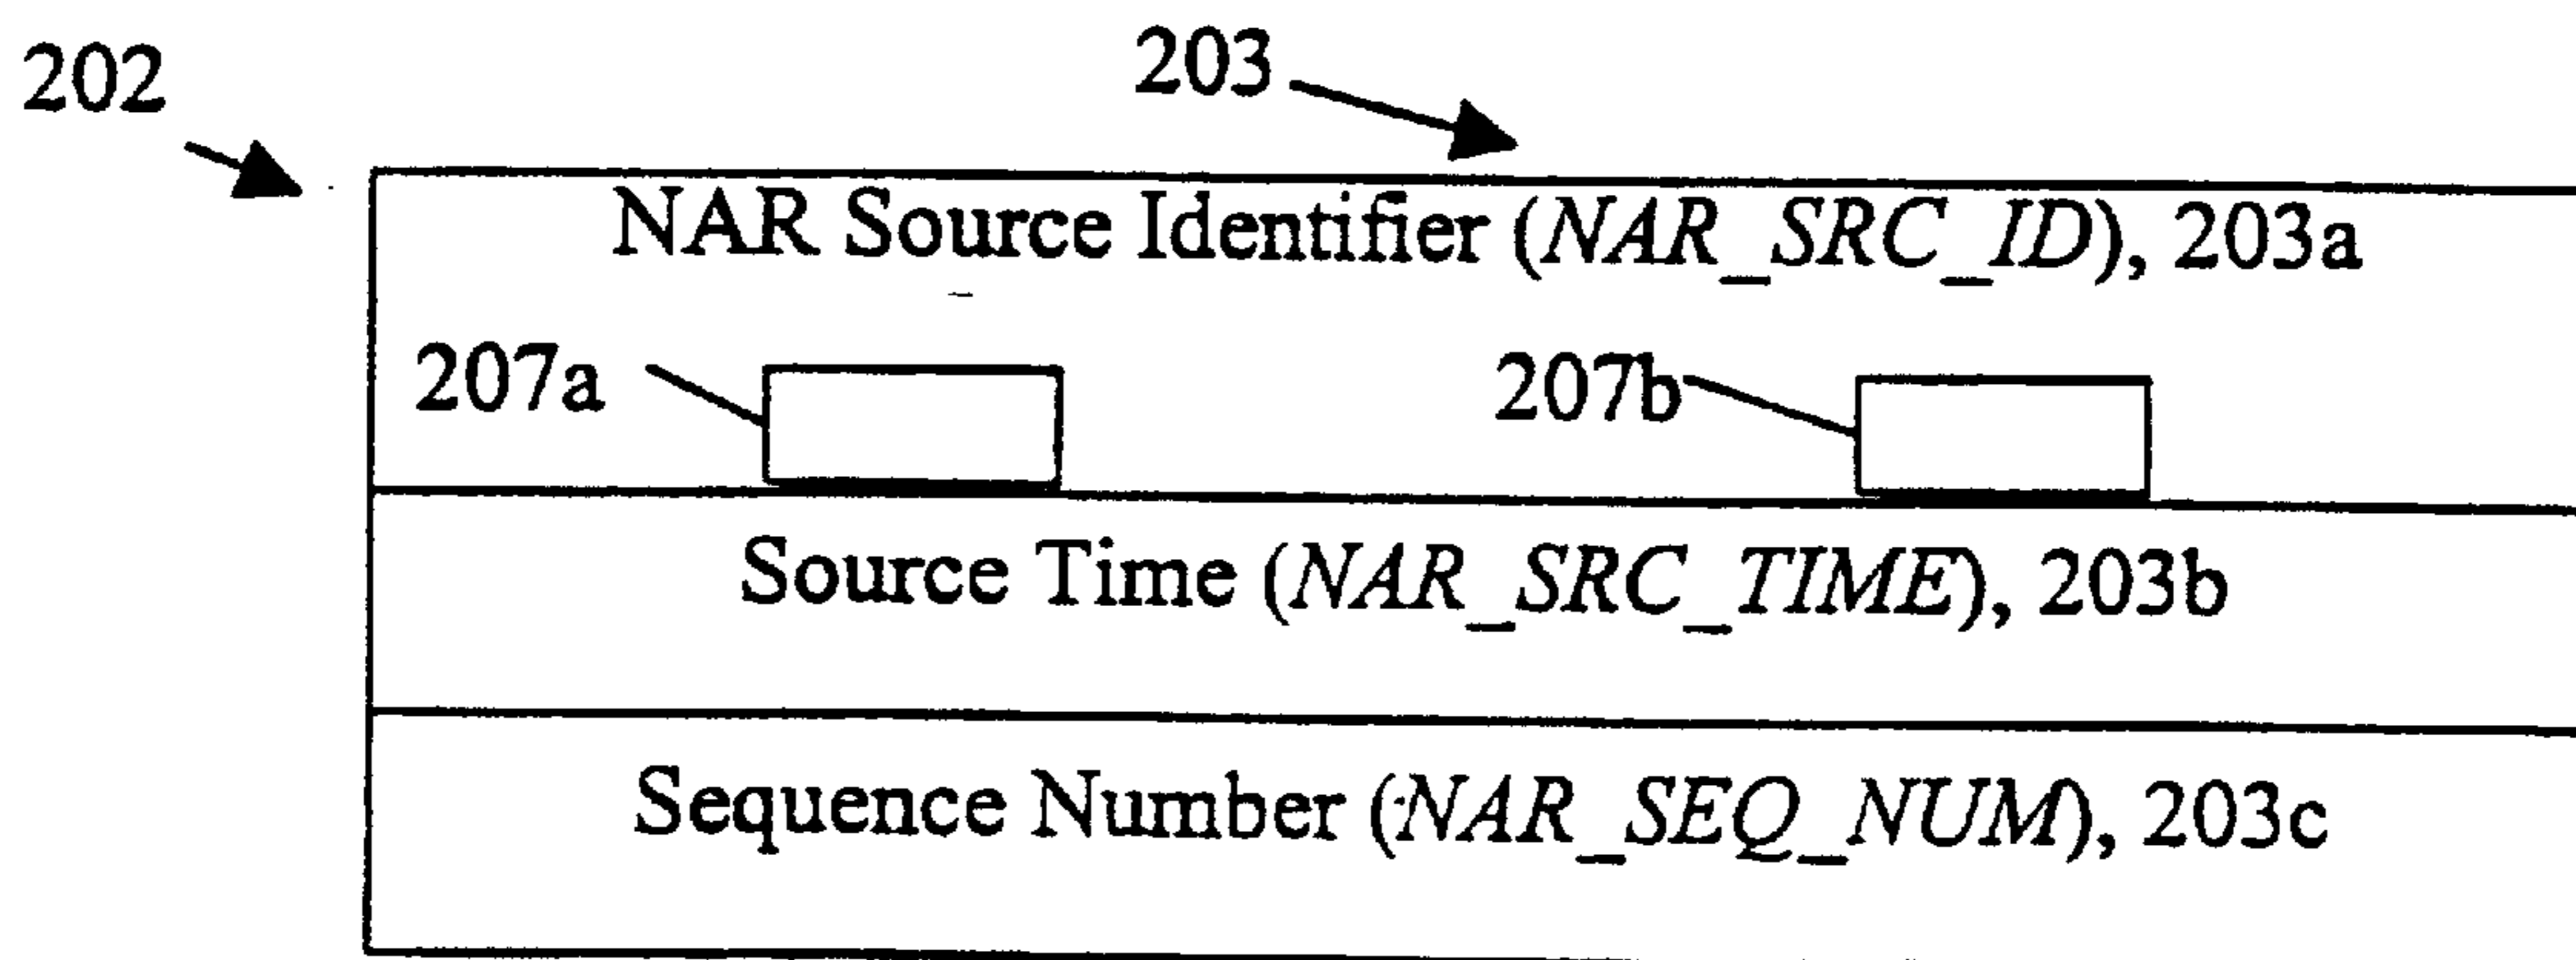 202
203
NAR Source Identifier (NAR_SRC_ID), 203a
207a
207b
Source Time (NAR_SRC_TIME), 203b
Sequence Number (NAR_SEQ_NUM), 203c